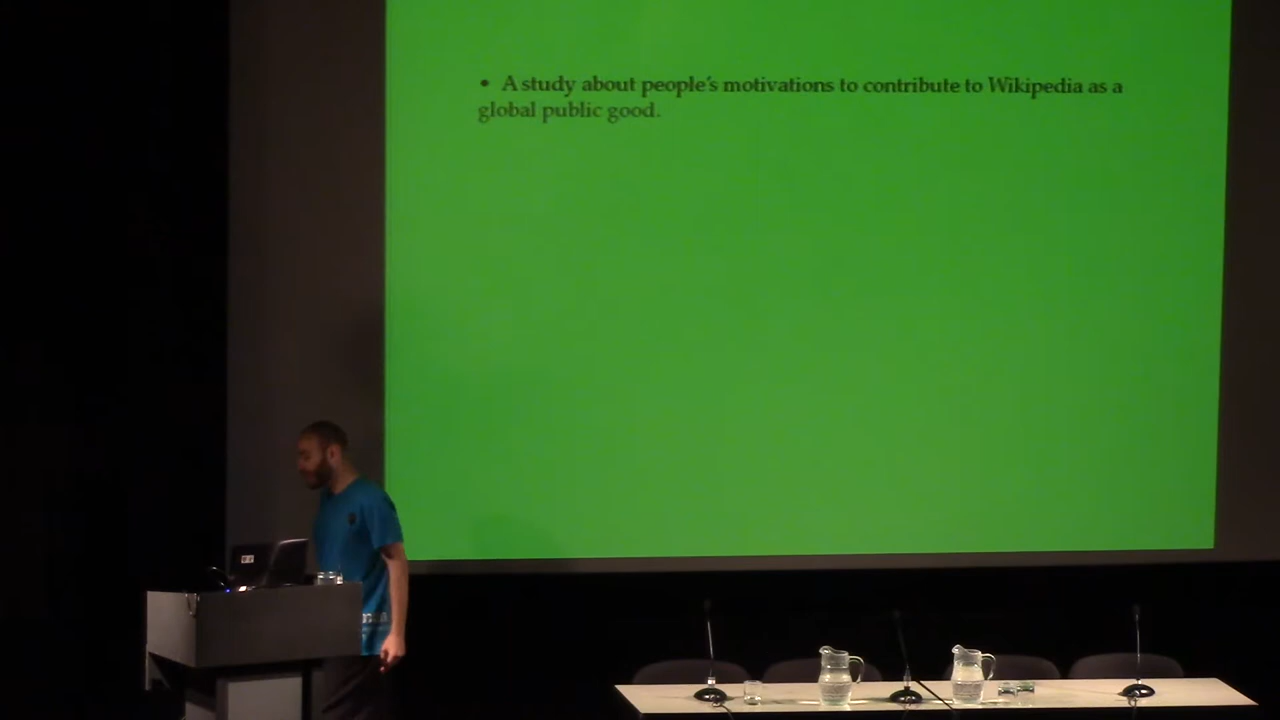 • A study about people's motivations to contribute to Wikipedia as a
global public good.